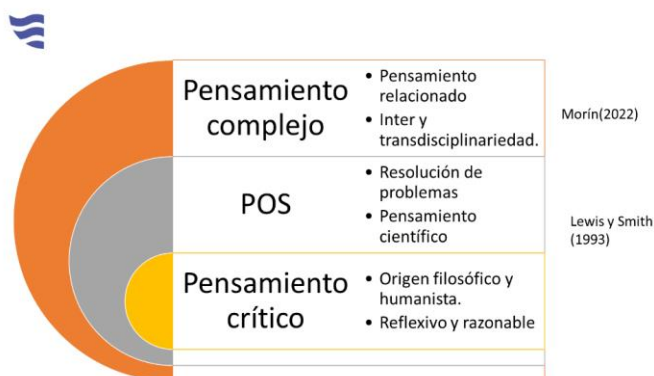 Pensamiento
complejo
• Pensamiento
relacionado
• Inter y
transdisciplinariedad.
Morín(2022)
POS
• Resolución de
problemas
• Pensamiento
científico
Lewis y Smith
(1993)
Pensamiento
crítico
• Origen filosófico y
humanista.
• Reflexivo y razonable